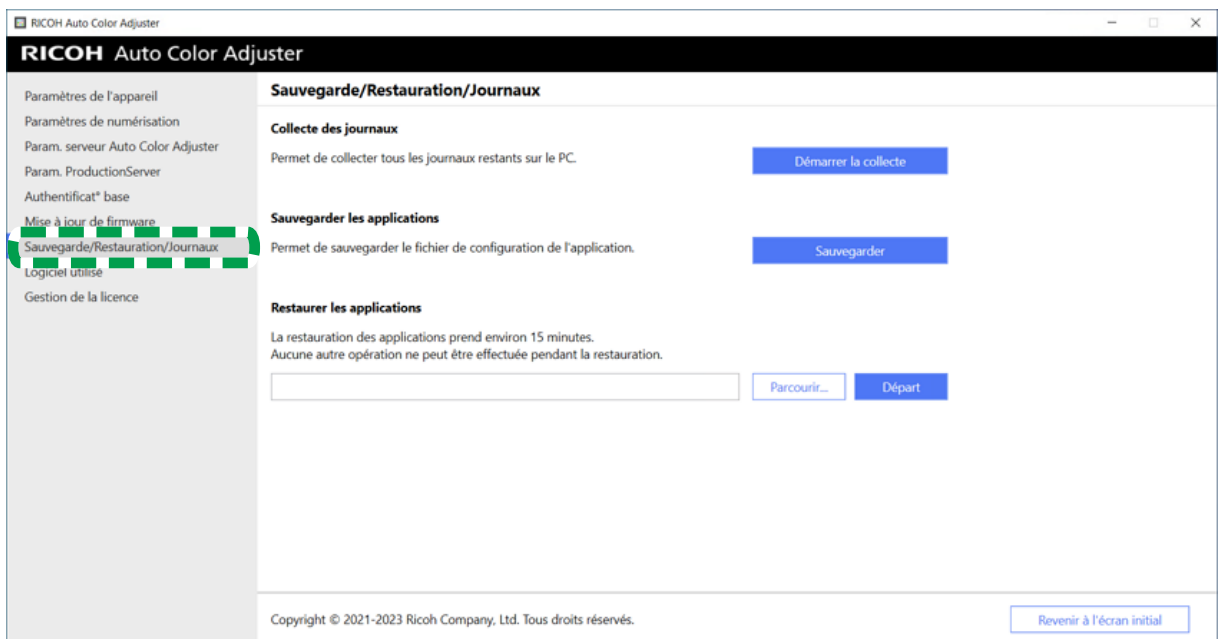 RICOH Auto Color Adjuster
RICOH Auto Color Adjuster
Paramètres de l'appareil
Paramètres de numérisation
Param. serveur Auto Color Adjuster
Param. ProductionServer
Authentificat° base
Mise à jour de firmware
Sauvegarde/Restauration/Journaux
Logiciel utilisé
Gestion de la licence
Sauvegarde/Restauration/Journaux
Collecte des journaux
Permet de collecter tous les journaux restants sur le PC.
Démarrer la collecte
Sauvegarder les applications
Permet de sauvegarder le fichier de configuration de l'application.
Sauvegarder
Restaurer les applications
La restauration des applications prend environ 15 minutes.
Aucune autre opération ne peut être effectuée pendant la restauration.
Parcourir...
Départ
Copyright © 2021-2023 Ricoh Company, Ltd. Tous droits réservés.
Revenir à l'écran initial